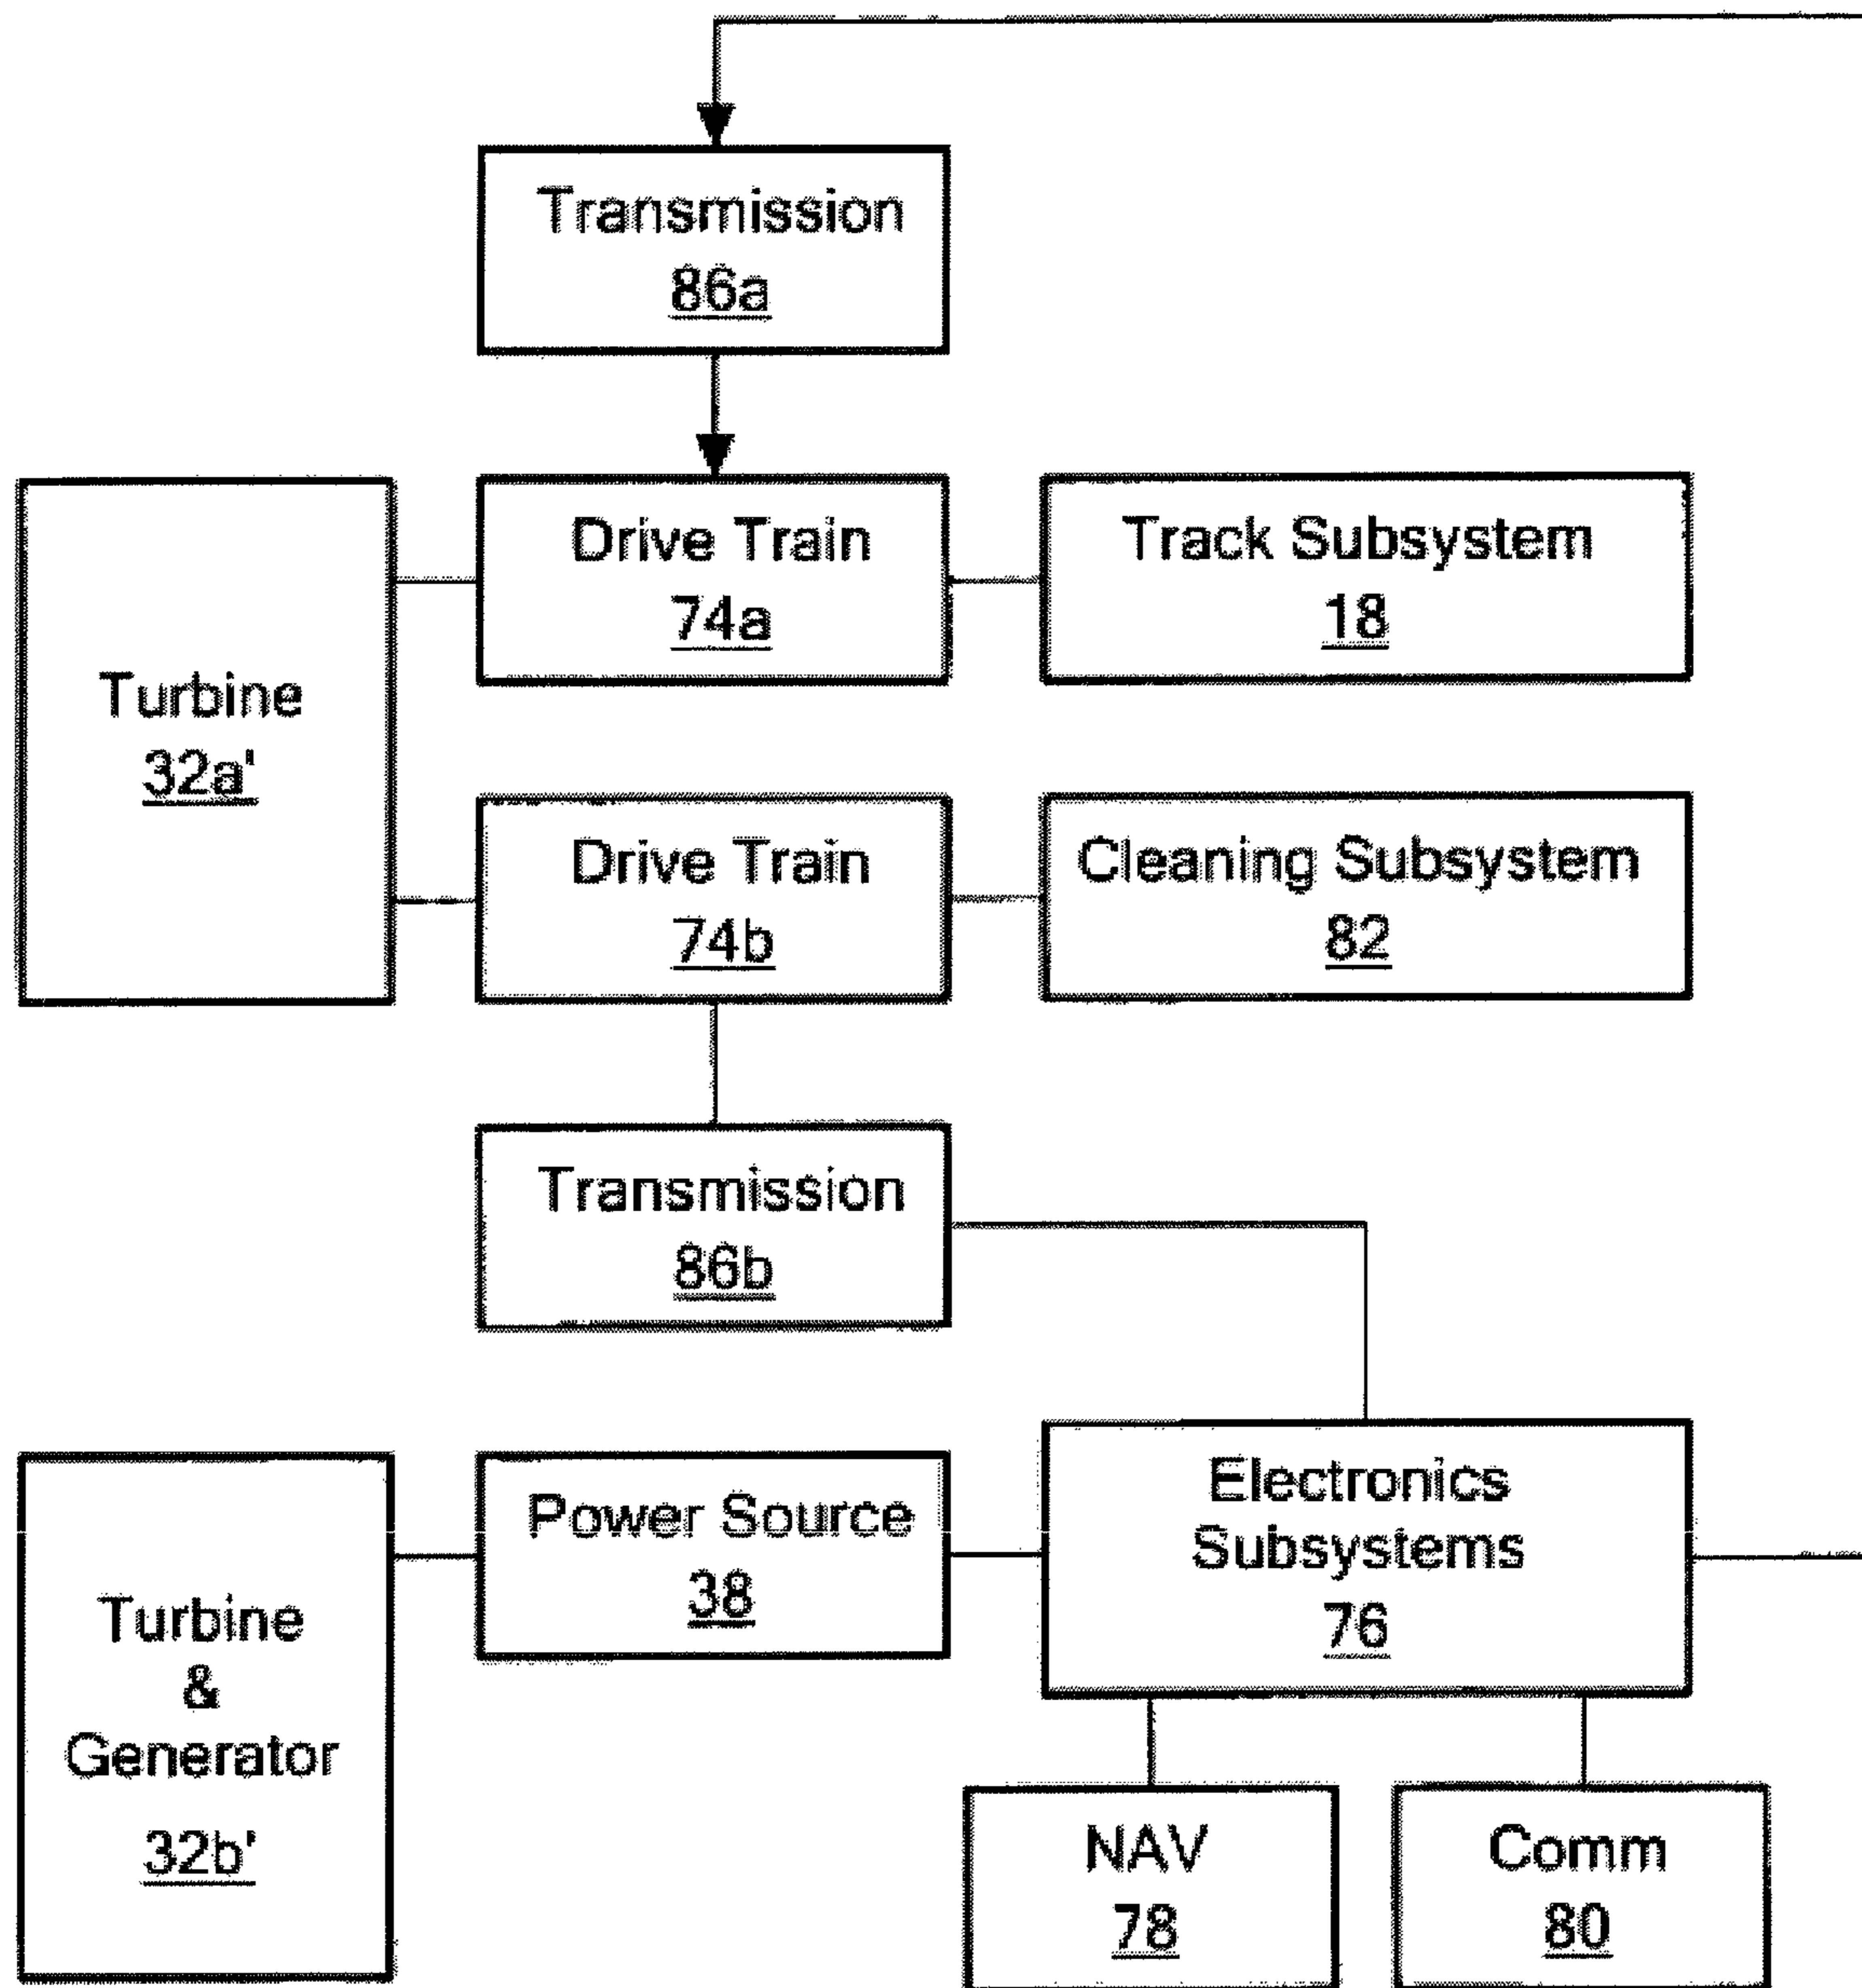 Transmission
86a
Drive Train
74a
Track Subsystem
18
Turbine
32a'
Drive Train
74b
Cleaning Subsystem
82
Transmission
86b
Power Source
38
Electronics
Subsystems
76
Turbine
&
Generator
32b'
NAV
78
Comm
80